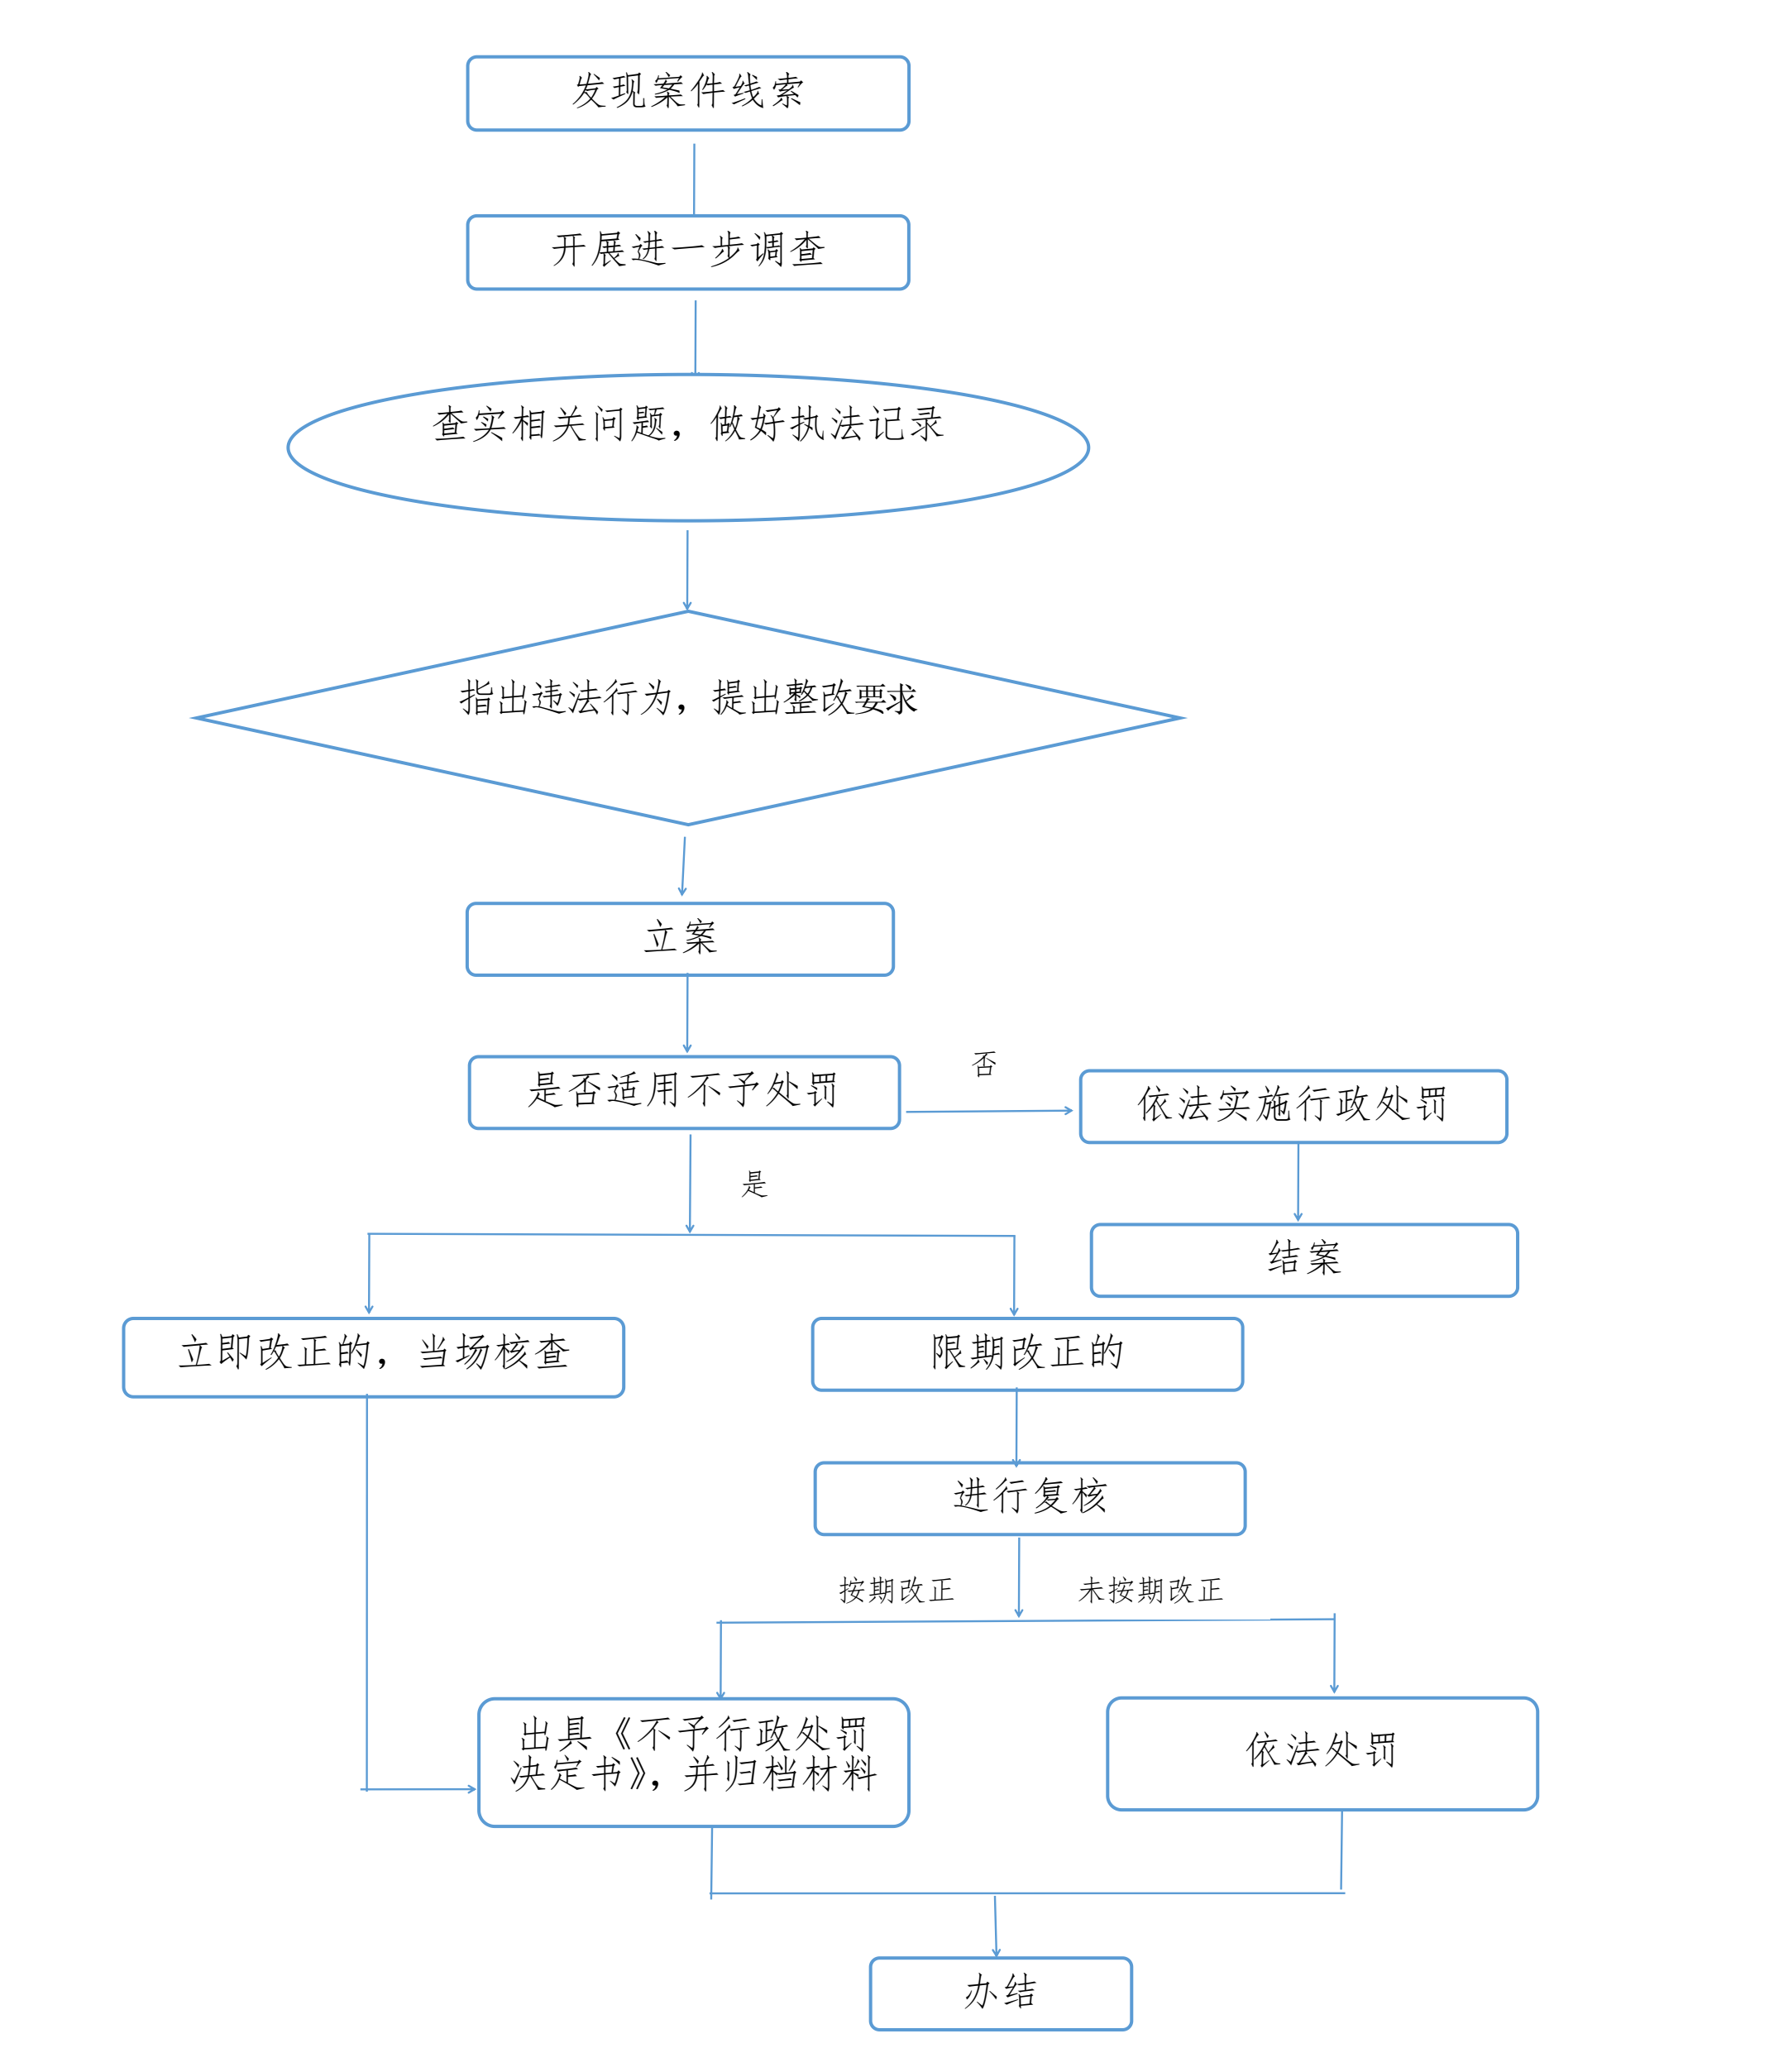 发现案件线索
开展进一步调查
查实相关问题，做好执法记录
指出违法行为，提出整改要求
立案
是否适用不予处罚
否
依法实施行政处罚
是
结案
立即改正的，当场核查
限期改正的
进行复核
按期改正
未按期改正
出具《不予行政处罚
决定书》，并归档材料
依法处罚
办结